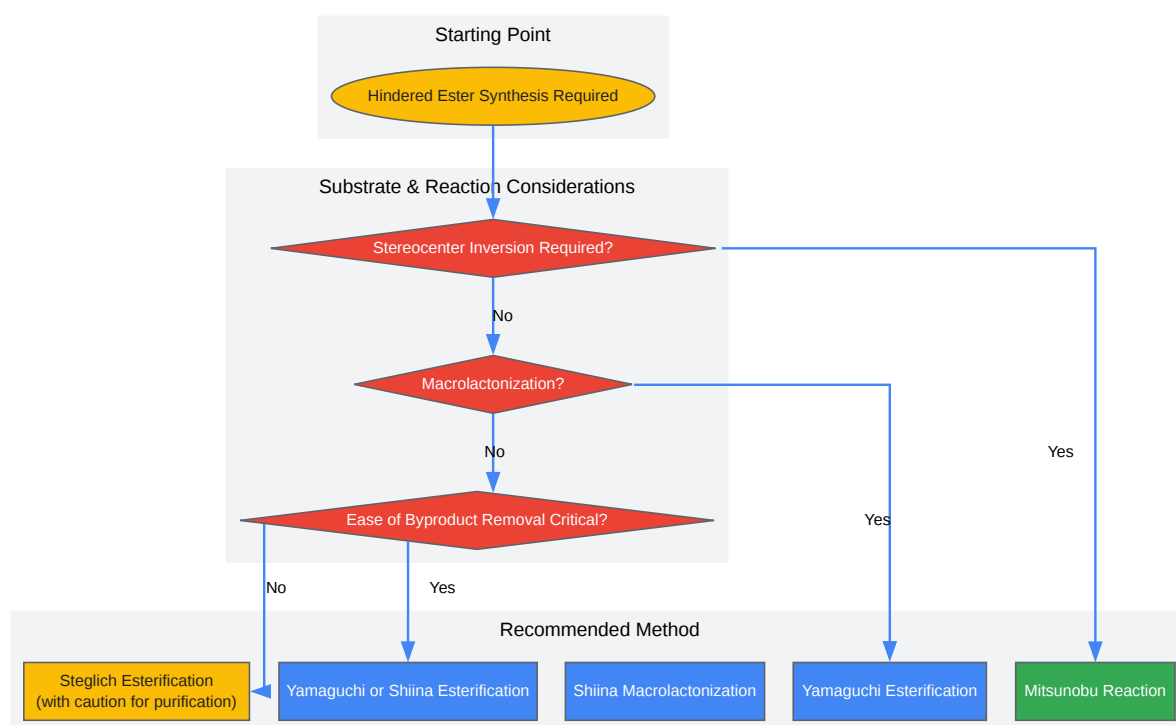 Starting Point
Hindered Ester Synthesis Required
Substrate & Reaction Considerations
Stereocenter Inversion Required?
No
Macrolactonization?
No
Yes
Ease of Byproduct Removal Critical?
Yes
No
Yes
Recommended Method
Steglich Esterification
(with caution for purification)
Yamaguchi or Shiina Esterification
Shiina Macrolactonization
Yamaguchi Esterification
Mitsunobu Reaction